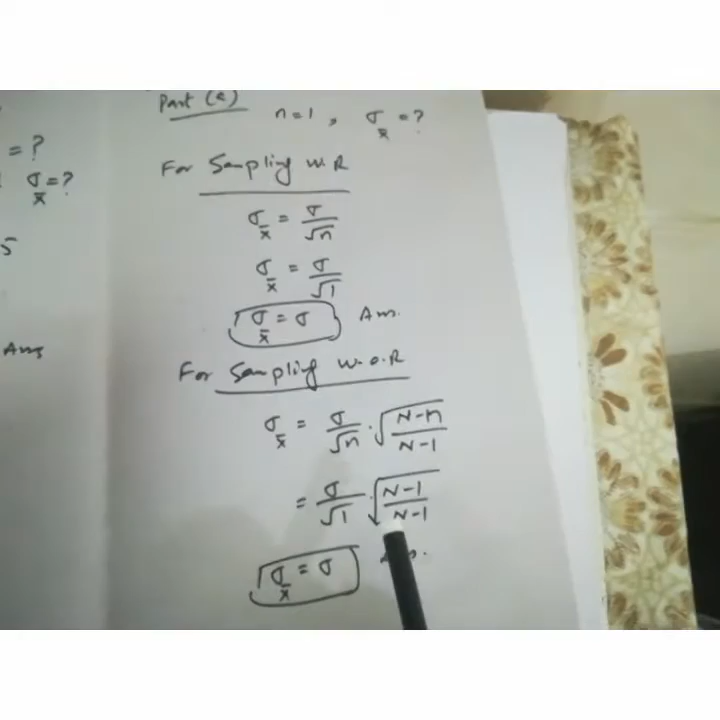 = ?
σx̄ = ?
5
Ans
Part (a)
n=1, σx̄ = ?
For Sampling W.R
σx̄ = σ/√n
σx̄ = σ/√1
σx̄ = σ Ans.
For Sampling W.O.R
σx̄ = σ/√n · √((N-n)/(N-1))
= σ/√1 · √((N-1)/(N-1))
σx̄ = σ